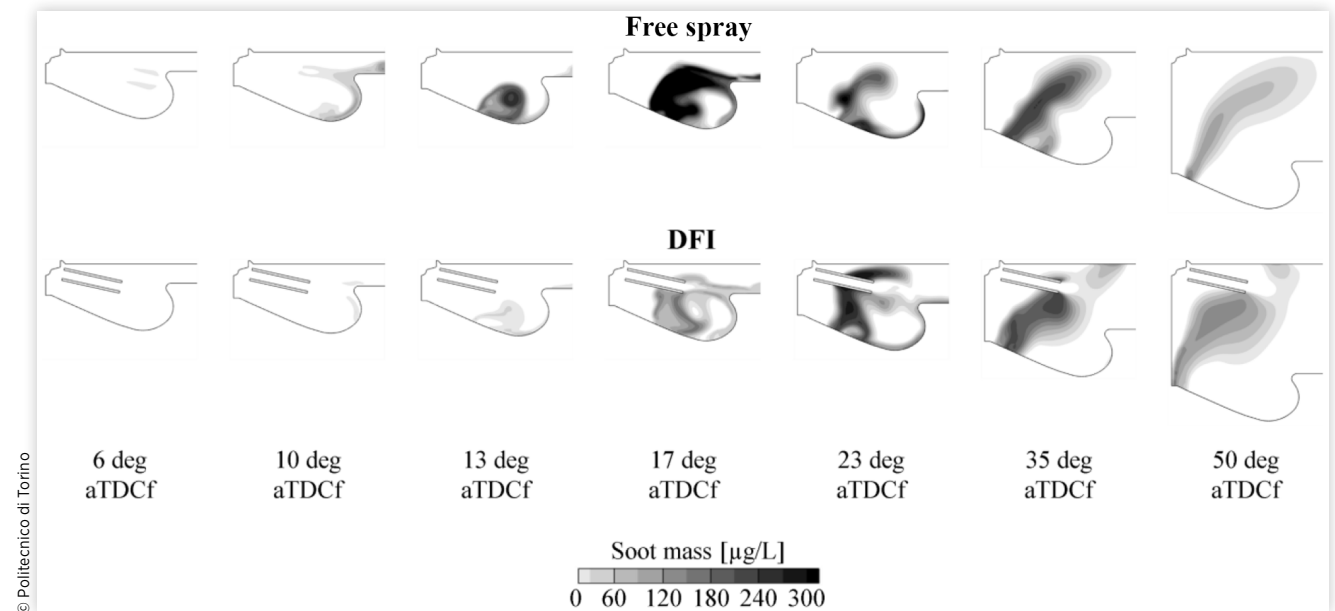 Free spray
DFI
6 deg
aTDCf
10 deg
aTDCf
13 deg
aTDCf
17 deg
aTDCf
23 deg
aTDCf
35 deg
aTDCf
50 deg
aTDCf
Soot mass [µg/L]
0 60 120 180 240 300
© Politecnico di Torino